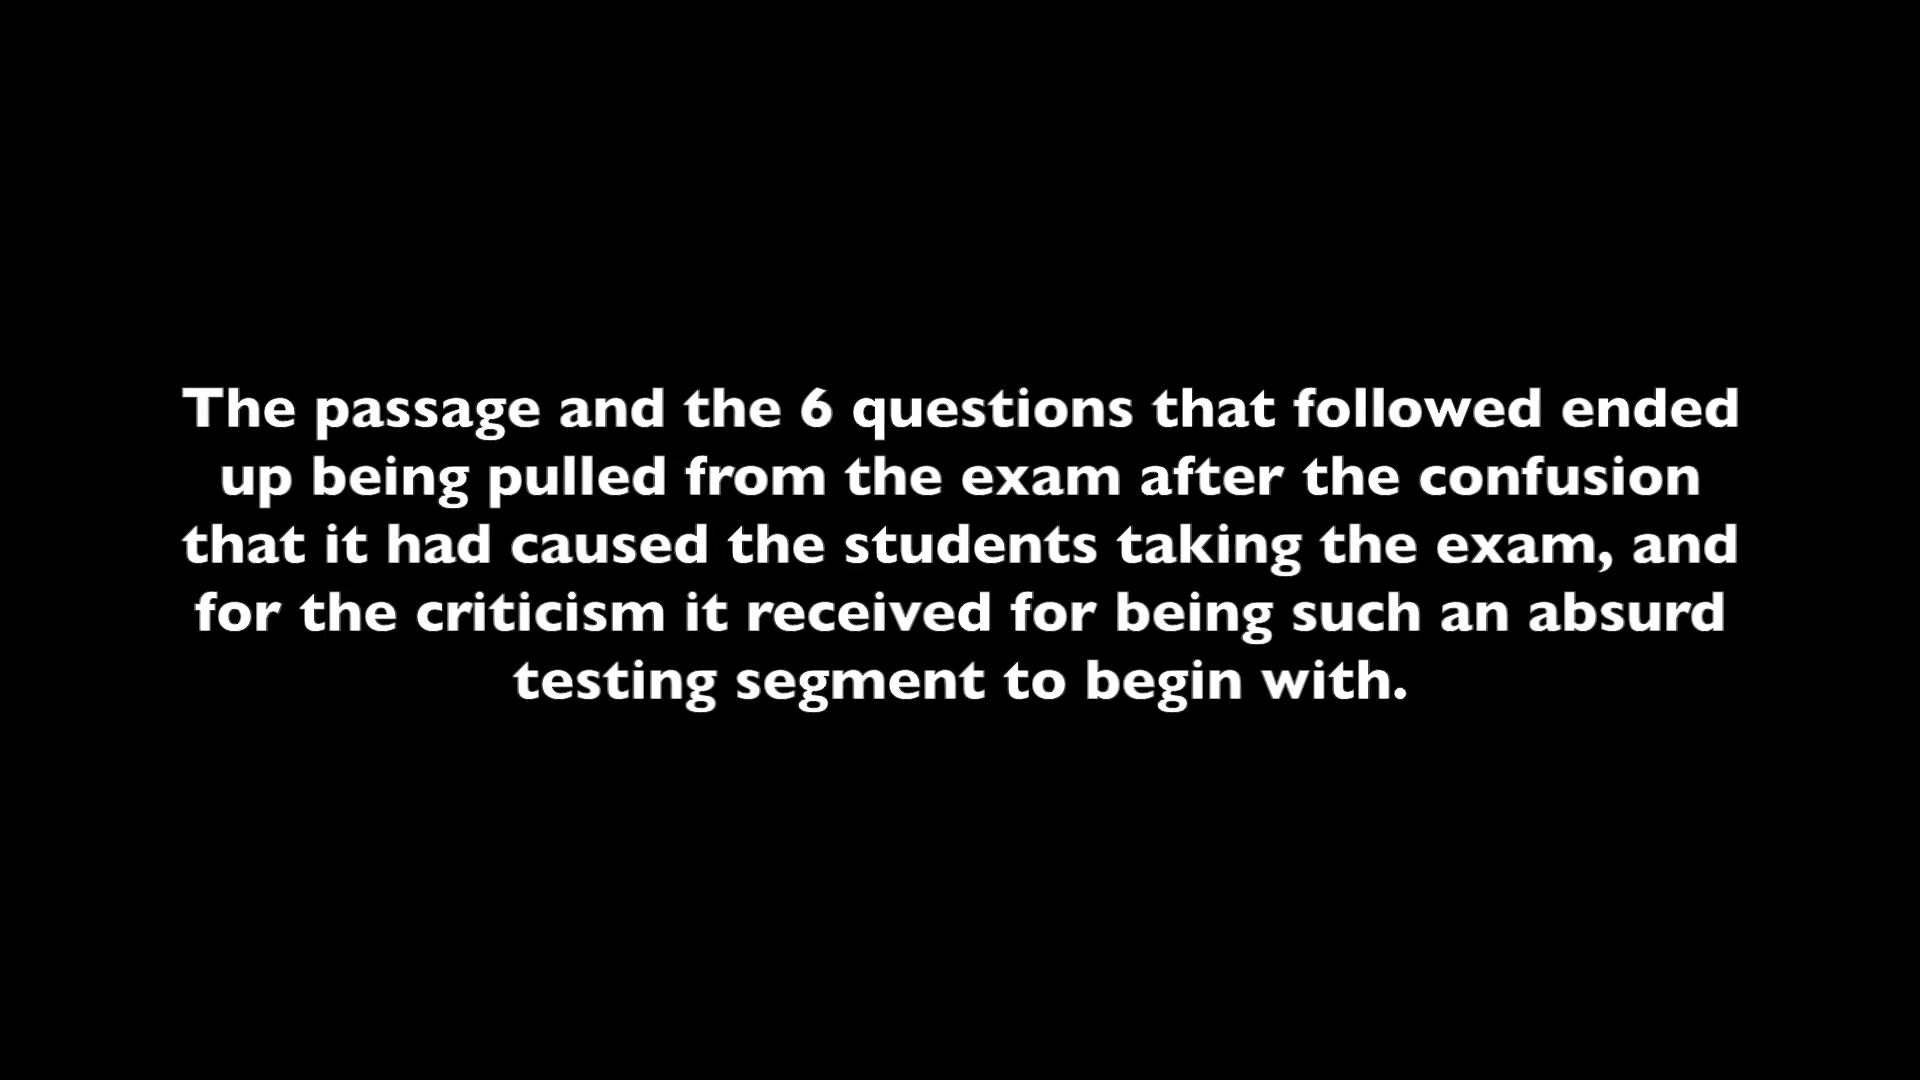 The passage and the 6 questions that followed ended
up being pulled from the exam after the confusion
that it had caused the students taking the exam, and
for the criticism it received for being such an absurd
testing segment to begin with.